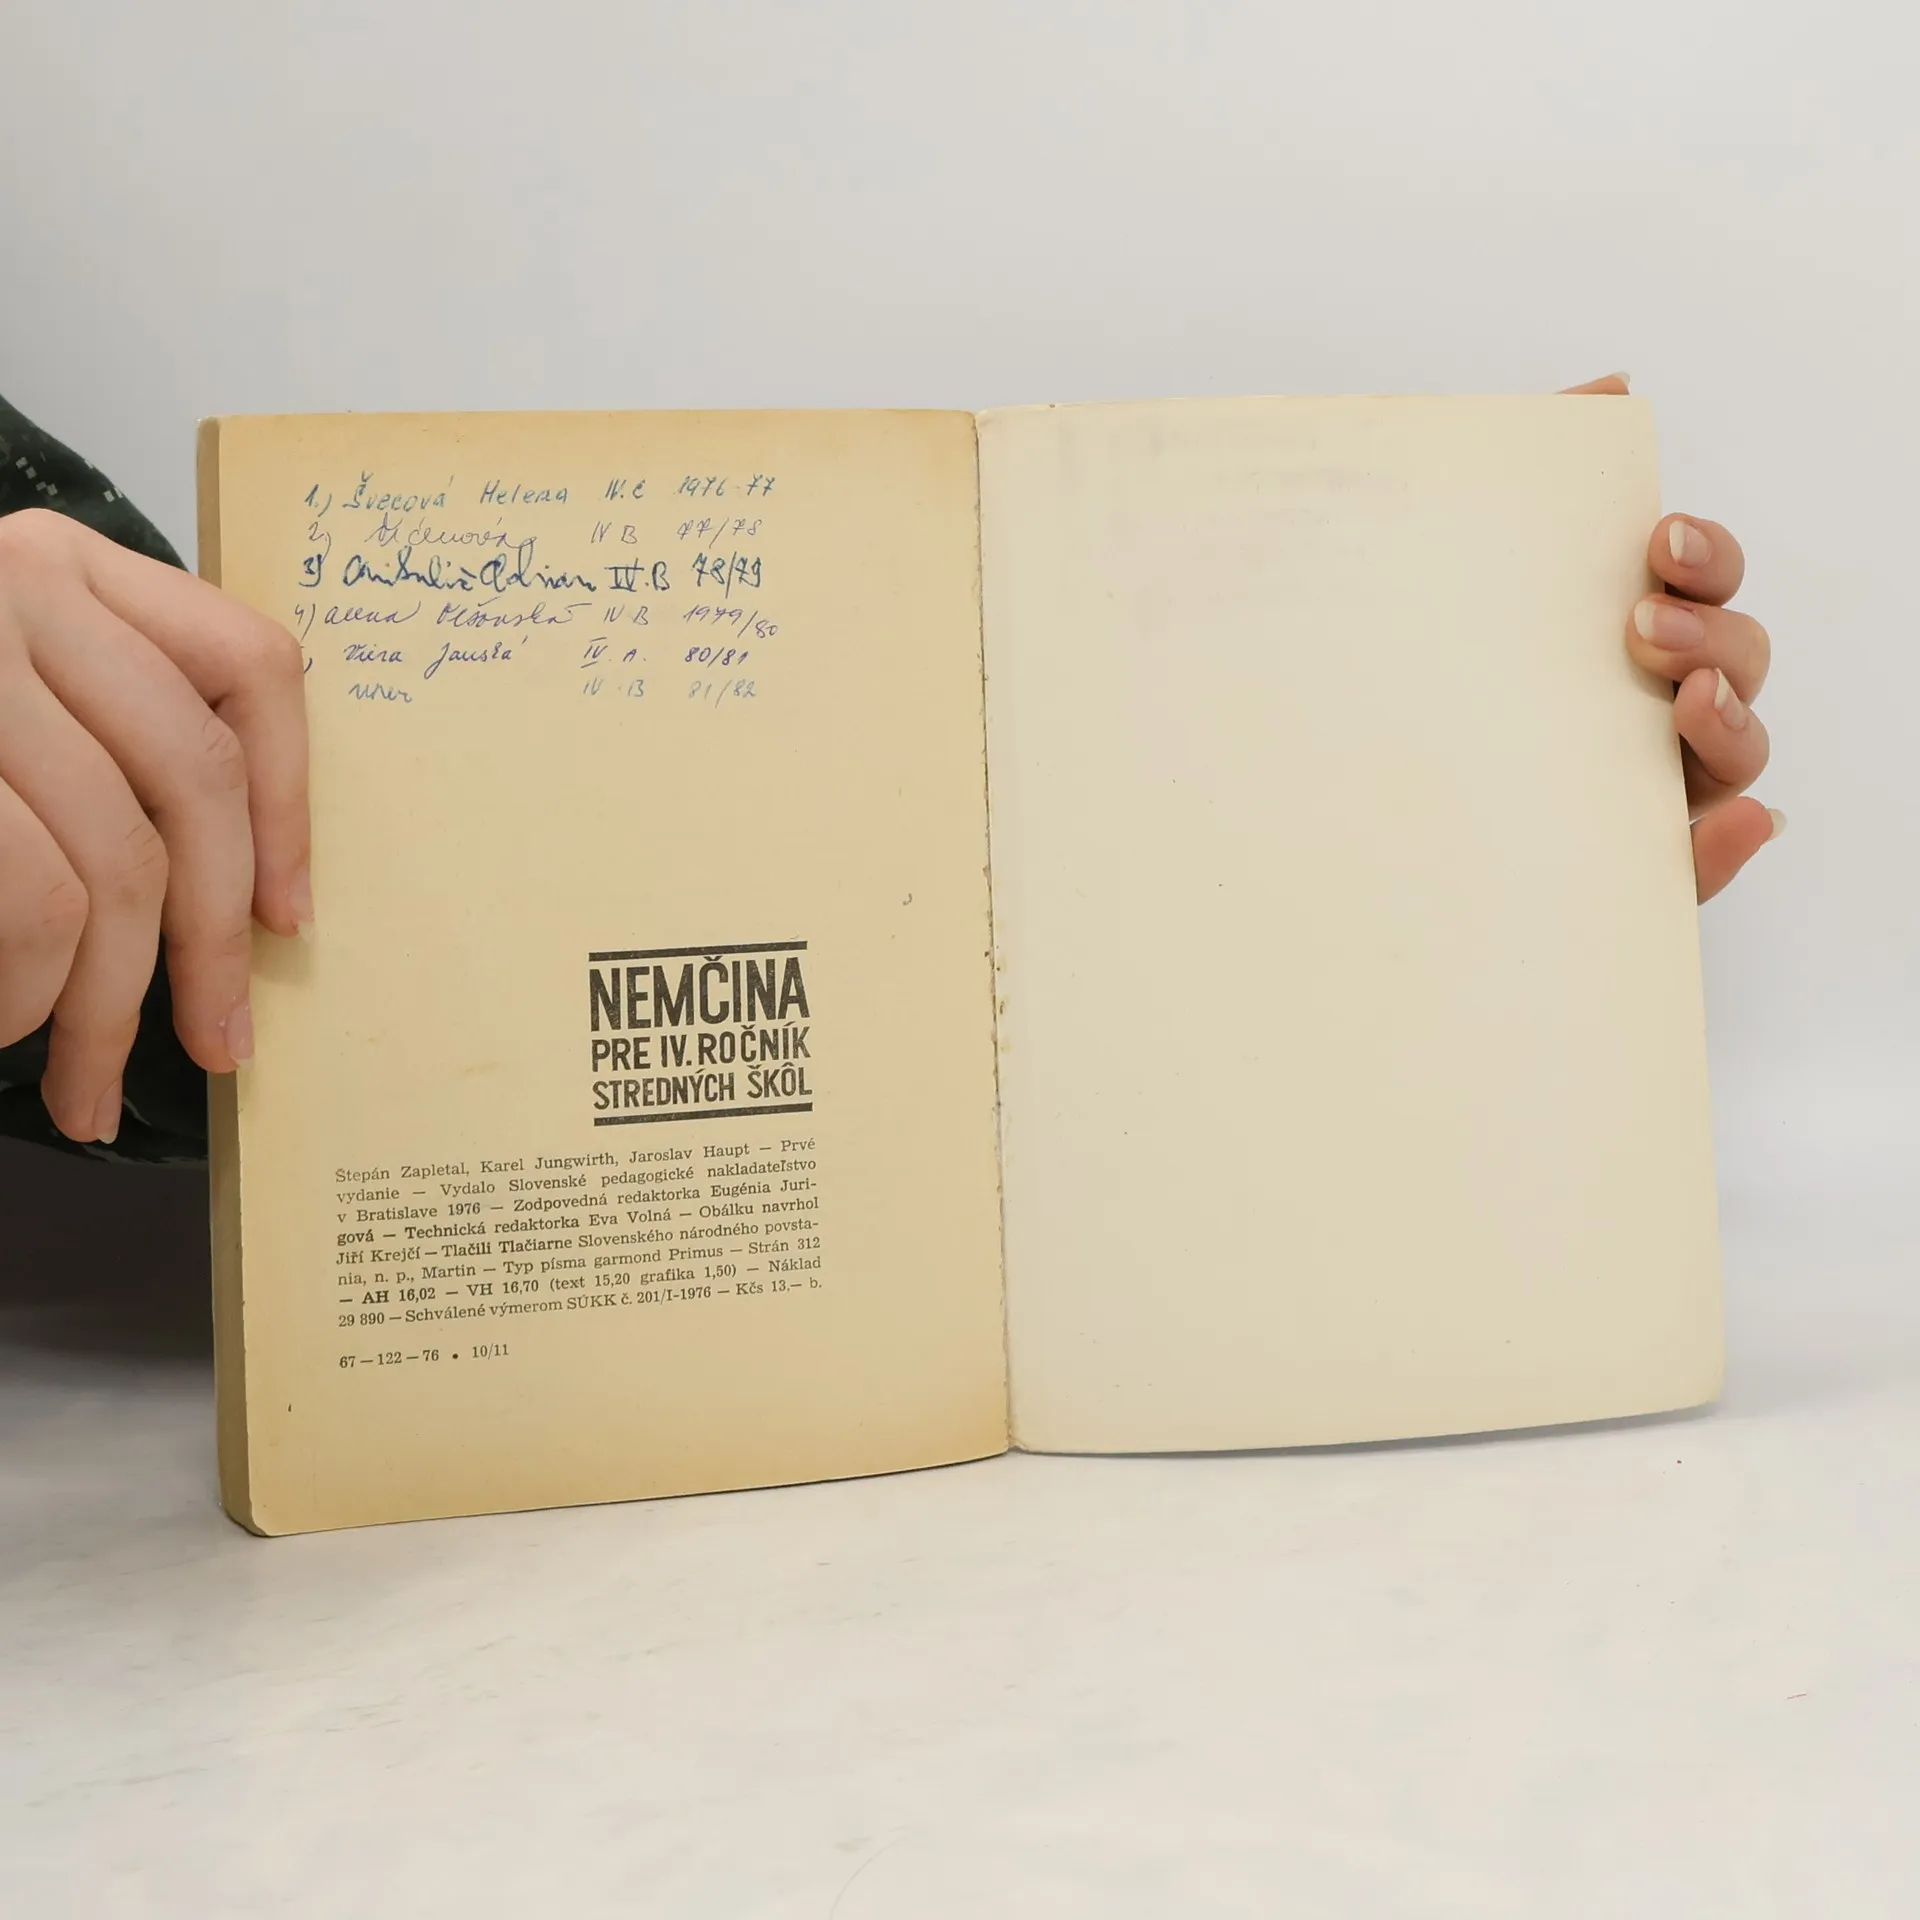 1.) Švecová Helena IV.C 1976-77
2) IV B 77/78
3) Adrian IV.B 78/79
4) IV B 1979/80
Viera Janská IV. A. 80/81
IV. B 81/82
NEMČINA
PRE IV. ROČNÍK
STREDNÝCH ŠKÔL
Štepán Zapletal, Karel Jungwirth, Jaroslav Haupt — Prvé
vydanie — Vydalo Slovenské pedagogické nakladateľstvo
v Bratislave 1976 — Zodpovedná redaktorka Eugénia Juri-
gová — Technická redaktorka Eva Volná — Obálku navrhol
Jiří Krejčí — Tlačili Tlačiarne Slovenského národného povsta-
nia, n. p., Martin — Typ písma garmond Primus — Strán 312
— AH 16,02 — VH 16,70 (text 15,20 grafika 1,50) — Náklad
29 890 — Schválené výmerom SÚKK č. 201/I-1976 — Kčs 13,— b.
67 — 122 — 76 • 10/11